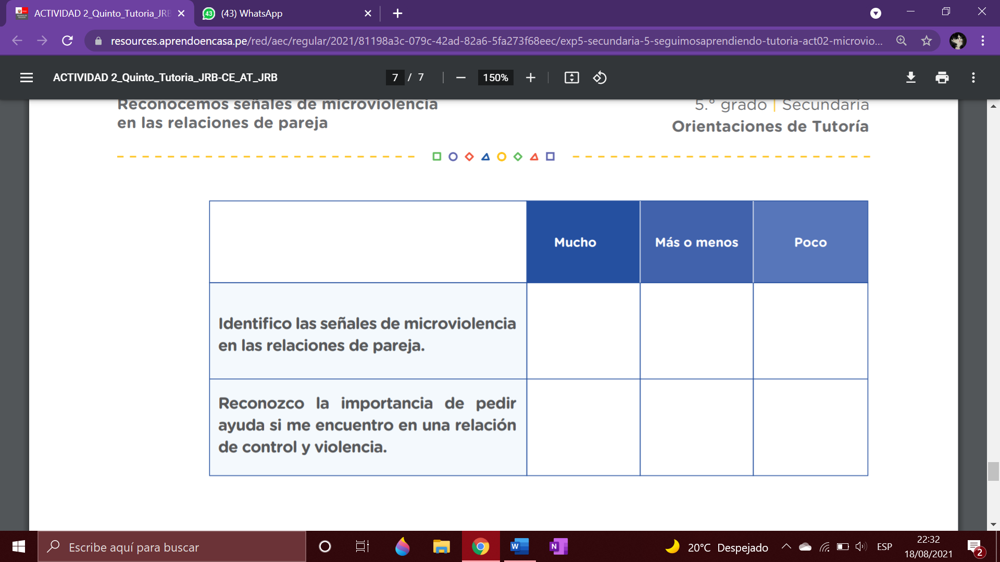 ACTIVIDAD 2_Quinto_Tutoria_JRB
(43) WhatsApp
resources.aprendoencasa.pe/red/aec/regular/2021/81198a3c-079c-42ad-82a6-5fa273f68eec/exp5-secundaria-5-seguimosaprendiendo-tutoria-act02-microvio...
ACTIVIDAD 2_Quinto_Tutoria_JRB-CE_AT_JRB
7 / 7
150%
Reconocemos señales de microviolencia
en las relaciones de pareja
5.° grado | Secundaria
Orientaciones de Tutoría
Mucho
Más o menos
Poco
Identifico las señales de microviolencia
en las relaciones de pareja.
Reconozco la importancia de pedir
ayuda si me encuentro en una relación
de control y violencia.
Escribe aquí para buscar
20°C Despejado
ESP
22:32
18/08/2021
2